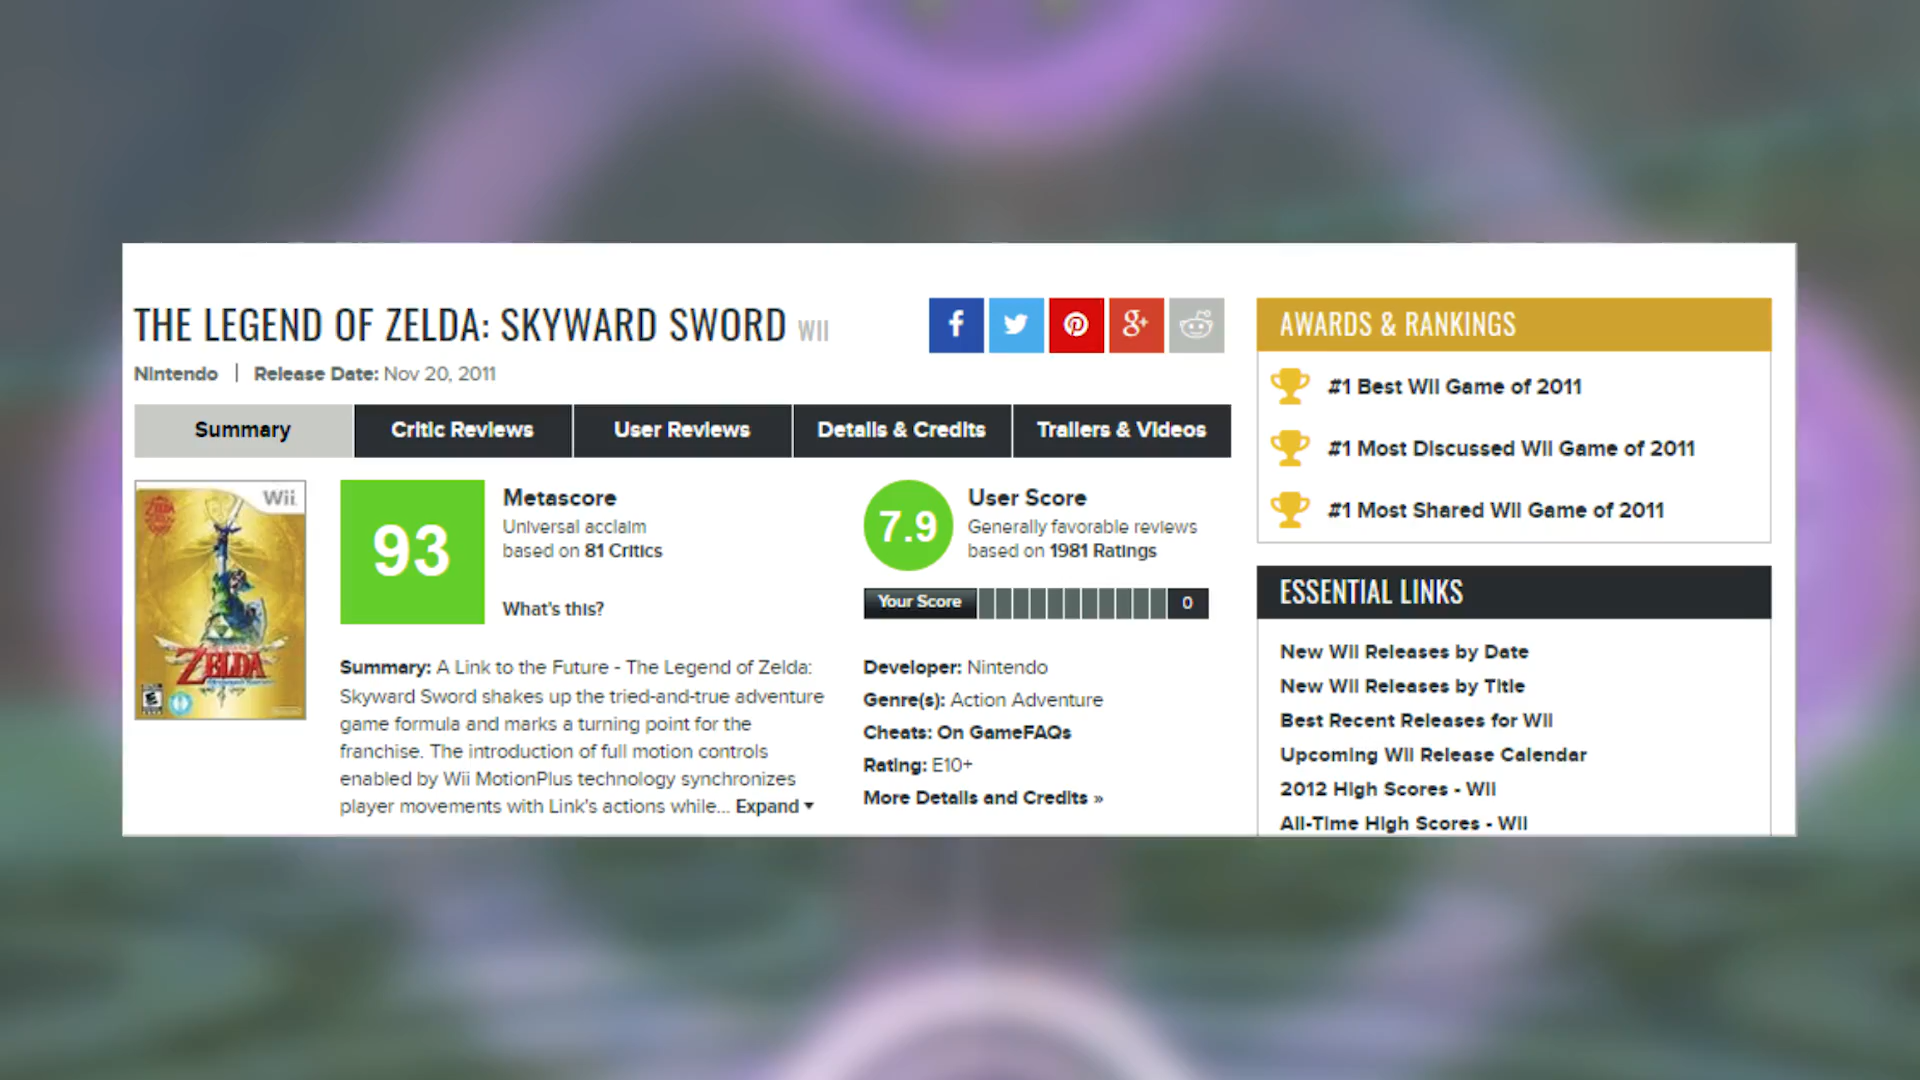 THE LEGEND OF ZELDA: SKYWARD SWORD WII
Nintendo | Release Date: Nov 20, 2011
Summary
Critic Reviews
User Reviews
Details & Credits
Trailers & Videos
Wii
ZELDA
E
93
Metascore
Universal acclaim
based on 81 Critics
What's this?
Summary: A Link to the Future - The Legend of Zelda:
Skyward Sword shakes up the tried-and-true adventure
game formula and marks a turning point for the
franchise. The introduction of full motion controls
enabled by Wii MotionPlus technology synchronizes
player movements with Link's actions while... Expand
f
g+
7.9
User Score
Generally favorable reviews
based on 1981 Ratings
Your Score 0
Developer: Nintendo
Genre(s): Action Adventure
Cheats: On GameFAQs
Rating: E10+
More Details and Credits »
AWARDS & RANKINGS
#1 Best Wii Game of 2011
#1 Most Discussed Wii Game of 2011
#1 Most Shared Wii Game of 2011
ESSENTIAL LINKS
New Wii Releases by Date
New Wii Releases by Title
Best Recent Releases for Wii
Upcoming Wii Release Calendar
2012 High Scores - Wii
All-Time High Scores - Wii